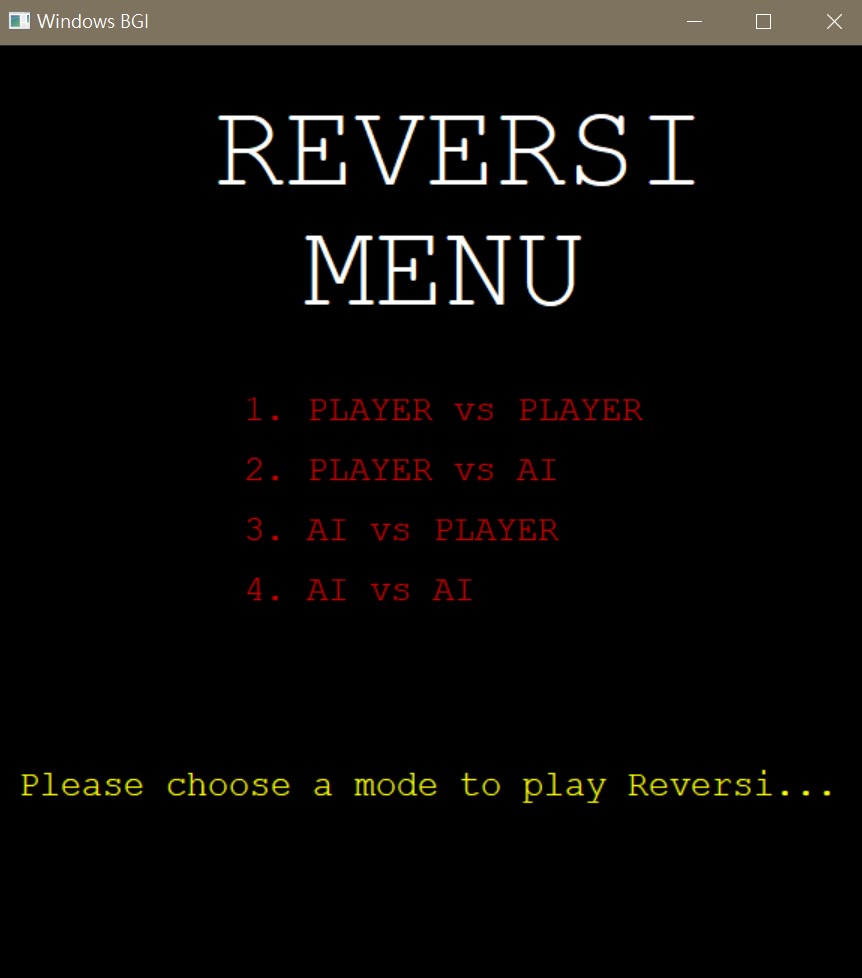 Windows BGI
REVERSI
MENU
1. PLAYER vs PLAYER
2. PLAYER vs AI
3. AI vs PLAYER
4. AI vs AI
Please choose a mode to play Reversi...